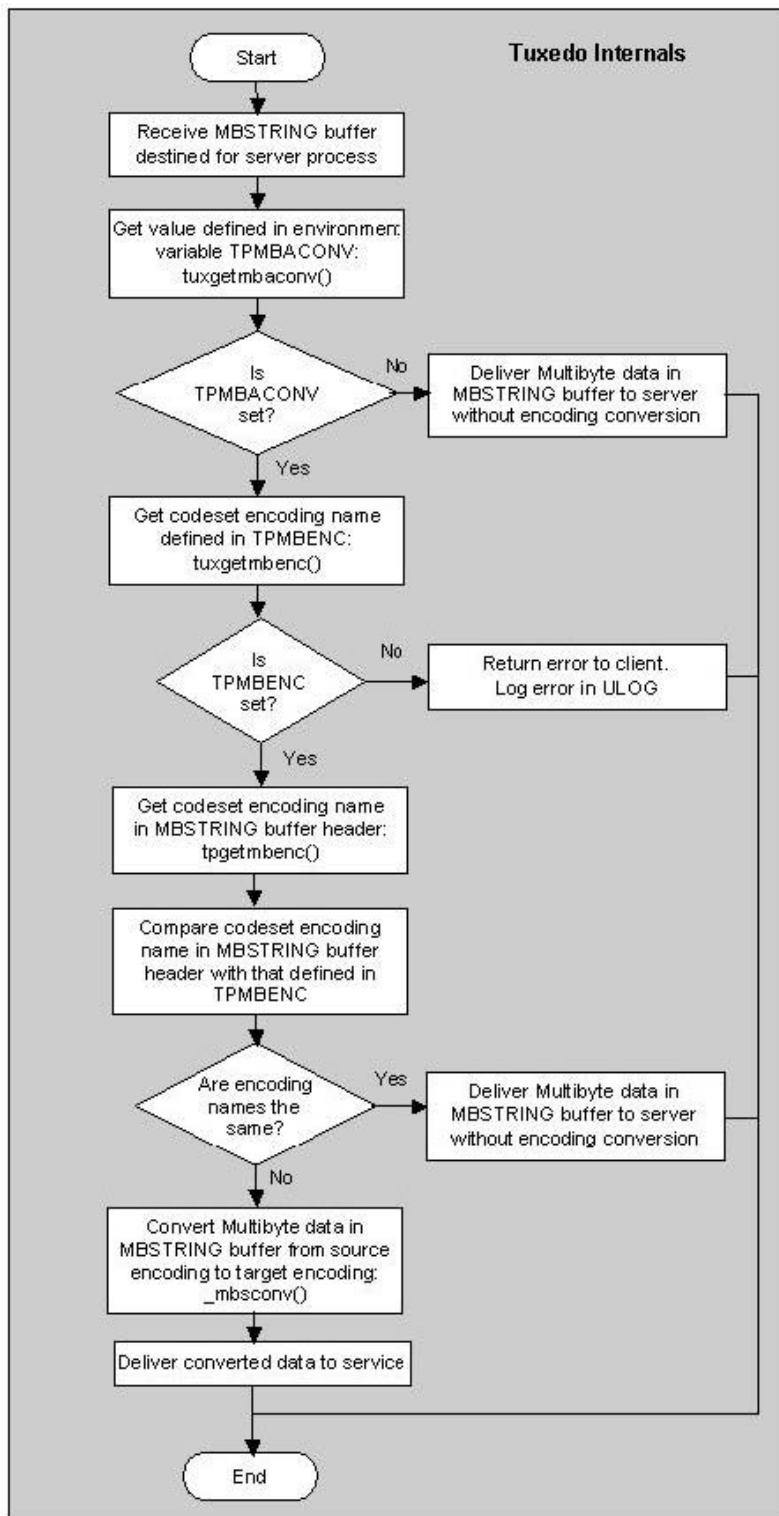 Tuxedo Internals
Start
Receive MBSTRING buffer
destined for server process
Get value defined in environment
variable TPMBACONV:
tuxgetmbaconv()
Is
TPMBACONV
set?
No
Deliver Multibyte data in
MBSTRING buffer to server
without encoding conversion
Yes
Get codeset encoding name
defined in TPMBENC:
tuxgetmbenc()
Is
TPMBENC
set?
No
Return error to client.
Log error in ULOG
Yes
Get codeset encoding name
in MBSTRING buffer header:
tpgetmbenc()
Compare codeset encoding
name in MBSTRING buffer
header with that defined in
TPMBENC
Are encoding
names the
same?
Yes
Deliver Multibyte data in
MBSTRING buffer to server
without encoding conversion
No
Convert Multibyte data in
MBSTRING buffer from source
encoding to target encoding:
_mbsconv()
Deliver converted data to service
End